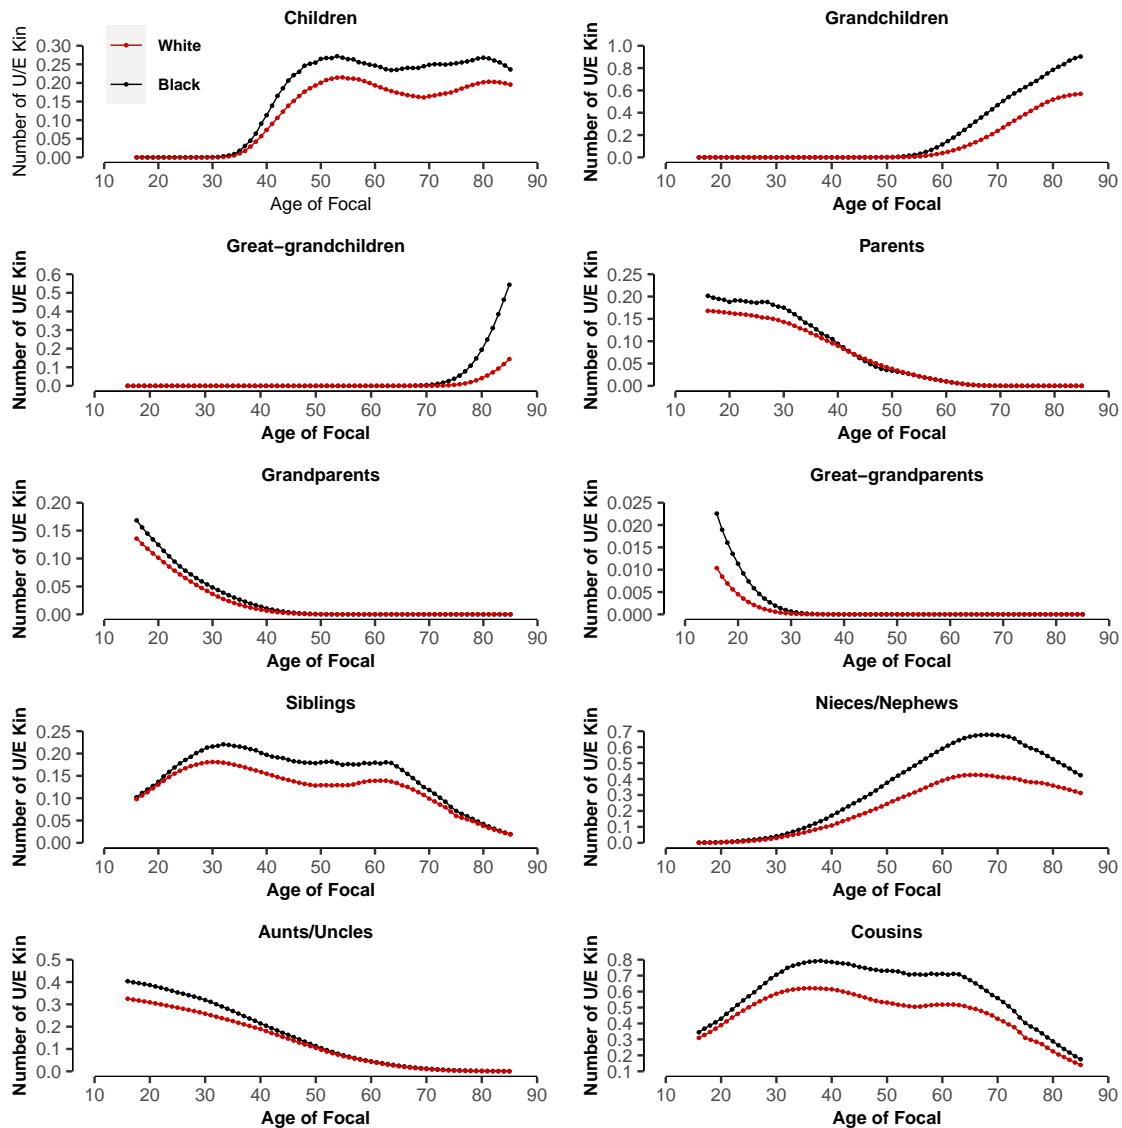 Children
Number of U/E Kin
0.30
0.25
0.20
0.15
0.10
0.05
0.00
White
Black
10 20 30 40 50 60 70 80 90
Age of Focal
Grandchildren
Number of U/E Kin
1.0
0.8
0.6
0.4
0.2
0.0
10 20 30 40 50 60 70 80 90
Age of Focal
Great−grandchildren
Number of U/E Kin
0.6
0.5
0.4
0.3
0.2
0.1
0.0
10 20 30 40 50 60 70 80 90
Age of Focal
Parents
Number of U/E Kin
0.25
0.20
0.15
0.10
0.05
0.00
10 20 30 40 50 60 70 80 90
Age of Focal
Grandparents
Number of U/E Kin
0.20
0.15
0.10
0.05
0.00
10 20 30 40 50 60 70 80 90
Age of Focal
Great−grandparents
Number of U/E Kin
0.025
0.020
0.015
0.010
0.005
0.000
10 20 30 40 50 60 70 80 90
Age of Focal
Siblings
Number of U/E Kin
0.25
0.20
0.15
0.10
0.05
0.00
10 20 30 40 50 60 70 80 90
Age of Focal
Nieces/Nephews
Number of U/E Kin
0.7
0.6
0.5
0.4
0.3
0.2
0.1
0.0
10 20 30 40 50 60 70 80 90
Age of Focal
Aunts/Uncles
Number of U/E Kin
0.5
0.4
0.3
0.2
0.1
0.0
10 20 30 40 50 60 70 80 90
Age of Focal
Cousins
Number of U/E Kin
0.8
0.7
0.6
0.5
0.4
0.3
0.2
0.1
10 20 30 40 50 60 70 80 90
Age of Focal